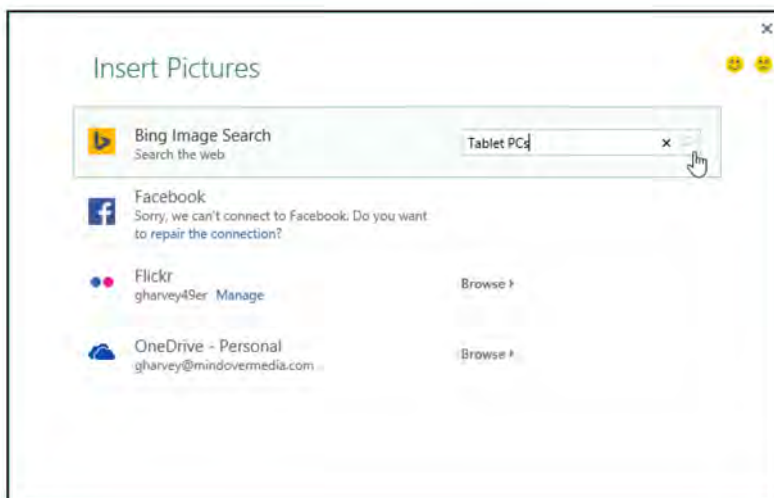 Insert Pictures
Bing Image Search
Search the web
Tablet PCs
Facebook
Sorry, we can't connect to Facebook. Do you want
to repair the connection?
Flickr
gharvey49er Manage
Browse
OneDrive - Personal
gharvey@mindovermedia.com
Browse